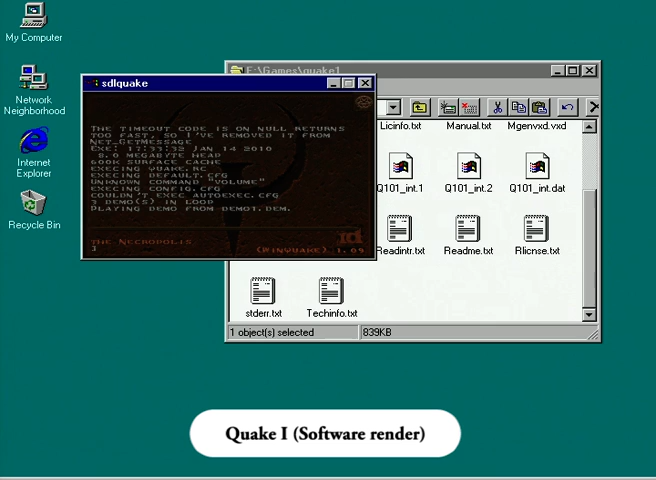 My Computer
Network
Neighborhood
Internet
Explorer
Recycle Bin
E:\Games\quake1
sdlquake
THE TIMEOUT CODE IS ON NULL RETURNS
TOO FAST, SO I'VE REMOVED IT FROM
NET_GETMESSAGE
EXE: 17:33:32 JAN 14 2010
8.0 MEGABYTE HEAP
600K SURFACE CACHE
EXECING QUAKE.RC
EXECING DEFAULT.CFG
UNKNOWN COMMAND "VOLUME"
EXECING CONFIG.CFG
COULDN'T EXEC AUTOEXEC.CFG
3 DEMO(S) IN LOOP
PLAYING DEMO FROM DEMO1.DEM.
THE NECROPOLIS
]
(WINQUAKE) 1.09
id
Licinfo.txt
Manual.txt
Mgenvxd.vxd
Q101_int.1
Q101_int.2
Q101_int.dat
Readintr.txt
Readme.txt
Rlicnse.txt
stderr.txt
Techinfo.txt
1 object(s) selected
839KB
Quake I (Software render)